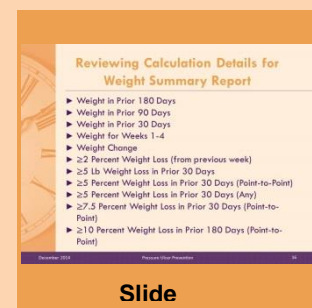 Reviewing Calculation Details for
Weight Summary Report
► Weight in Prior 180 Days
► Weight in Prior 90 Days
► Weight in Prior 30 Days
► Weight for Weeks 1-4
► Weight Change
► ≥2 Percent Weight Loss (from previous week)
► ≥5 Lb Weight Loss in Prior 30 Days
► ≥5 Percent Weight Loss in Prior 30 Days (Point-to-Point)
► ≥5 Percent Weight Loss in Prior 30 Days (Any)
► ≥7.5 Percent Weight Loss in Prior 30 Days (Point-to-
Point)
► ≥10 Percent Weight Loss in Prior 180 Days (Point-to-
Point)
December 2024 Pressure Ulcer Prevention
Slide